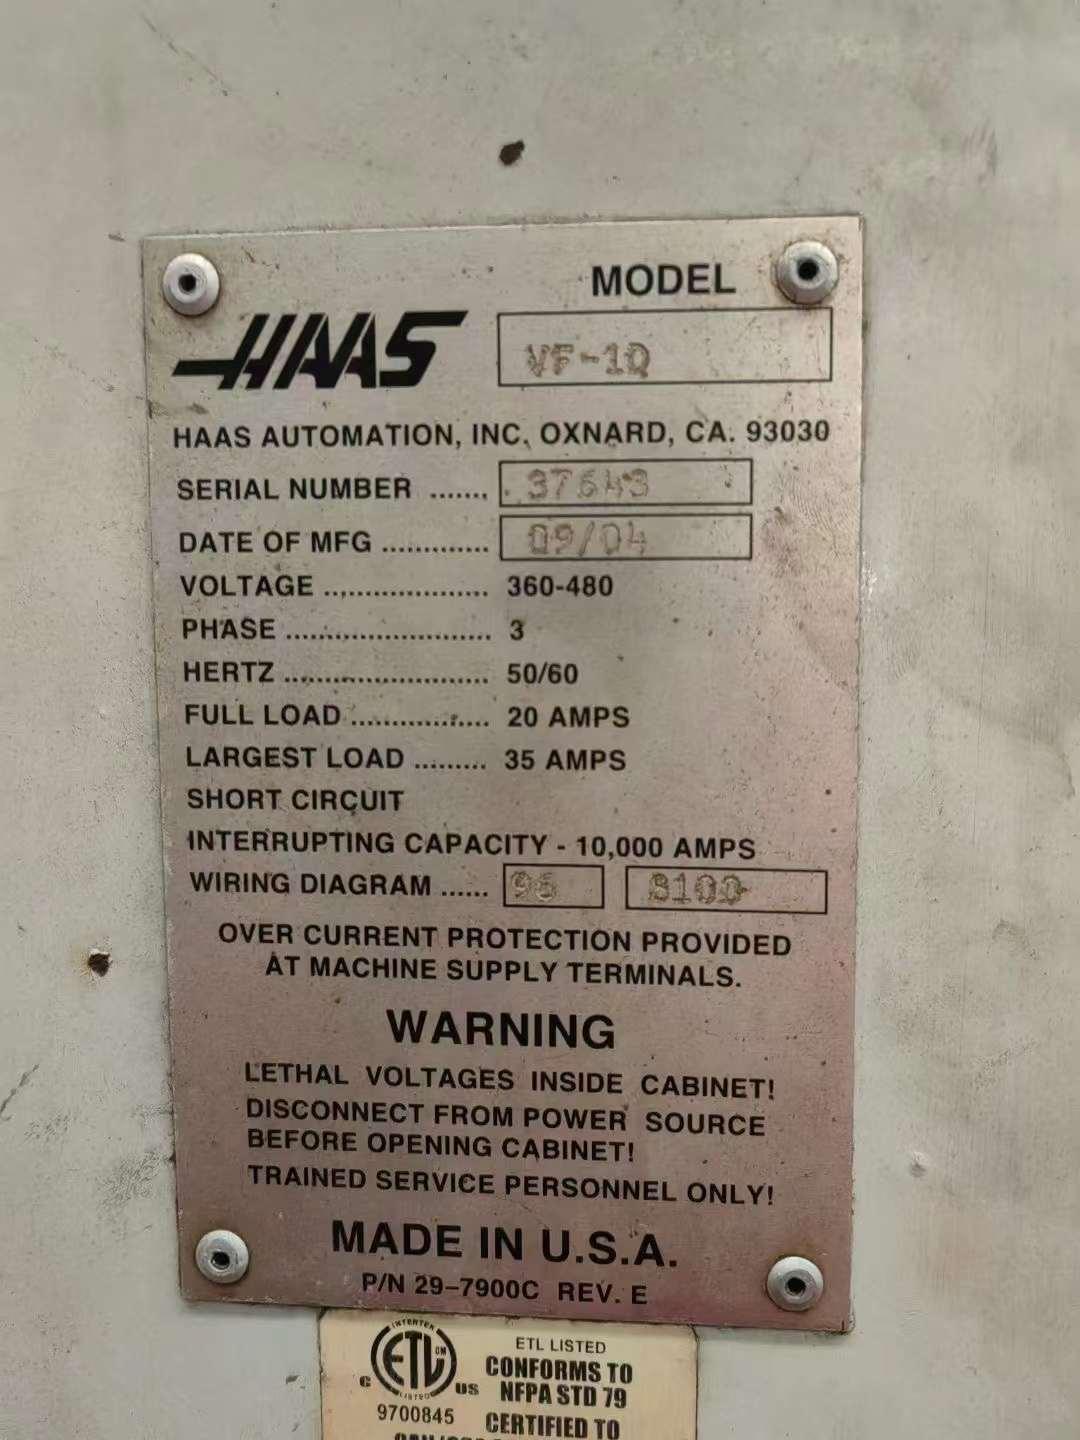 MODEL
HAAS VF-1D
HAAS AUTOMATION, INC. OXNARD, CA. 93030
SERIAL NUMBER ....... 37643
DATE OF MFG ............. 09/04
VOLTAGE .................... 360-480
PHASE ......................... 3
HERTZ ......................... 50/60
FULL LOAD ................. 20 AMPS
LARGEST LOAD ......... 35 AMPS
SHORT CIRCUIT
INTERRUPTING CAPACITY - 10,000 AMPS
WIRING DIAGRAM ...... 96 8100
OVER CURRENT PROTECTION PROVIDED
AT MACHINE SUPPLY TERMINALS.
WARNING
LETHAL VOLTAGES INSIDE CABINET!
DISCONNECT FROM POWER SOURCE
BEFORE OPENING CABINET!
TRAINED SERVICE PERSONNEL ONLY!
MADE IN U.S.A.
P/N 29-7900C REV. E
INTERTEK
ETL CM
LISTED
C US
9700845
ETL LISTED
CONFORMS TO
NFPA STD 79
CERTIFIED TO